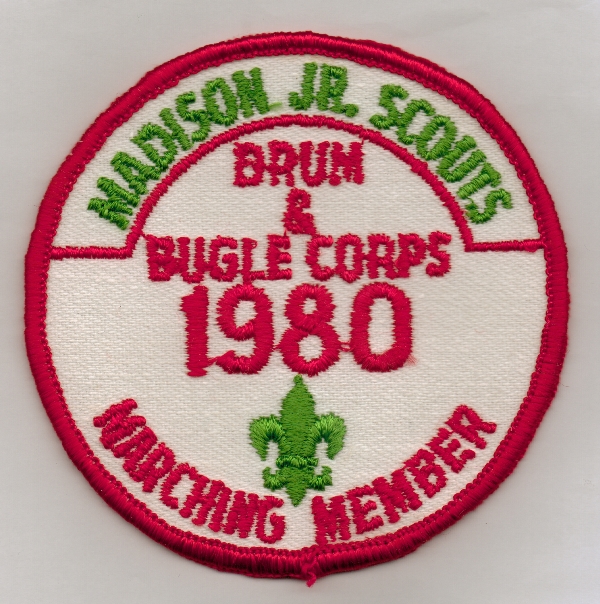 MADISON JR. SCOUTS
DRUM
&
BUGLE CORPS
1980
MARCHING MEMBER